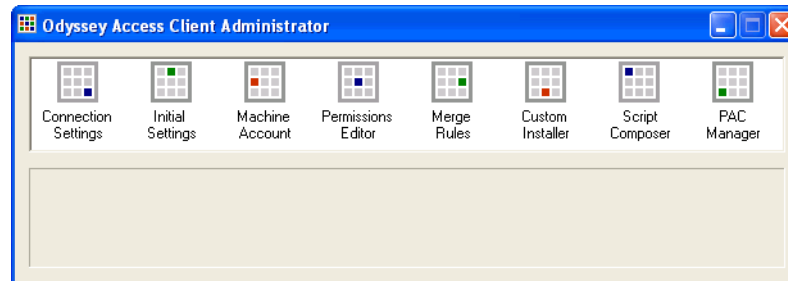 Odyssey Access Client Administrator
Connection Settings
Initial Settings
Machine Account
Permissions Editor
Merge Rules
Custom Installer
Script Composer
PAC Manager